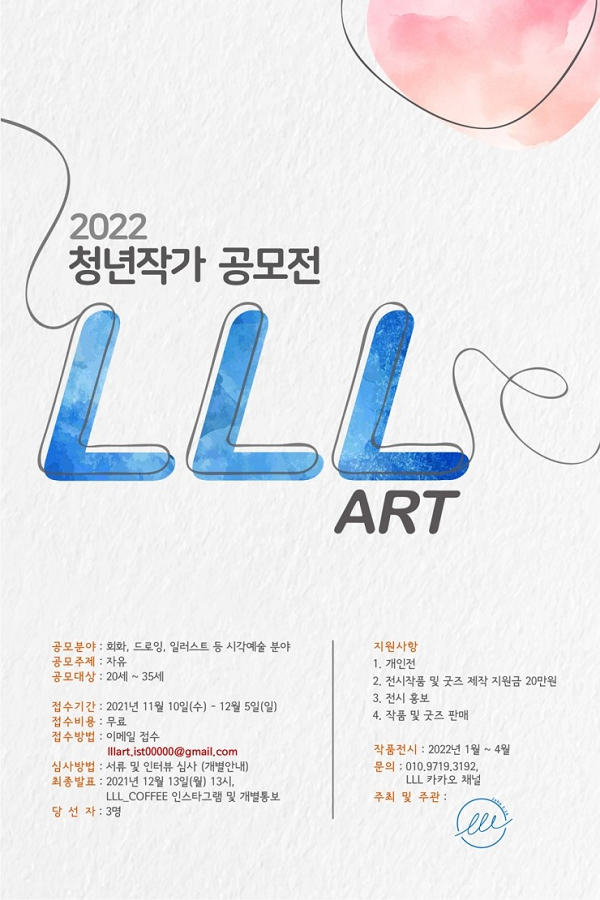 2022
청년작가 공모전
LLL
ART
공모분야 : 회화, 드로잉, 일러스트 등 시각예술 분야
공모주제 : 자유
공모대상 : 20세 ~ 35세
접수기간 : 2021년 11월 10일(수) - 12월 5일(일)
접수비용 : 무료
접수방법 : 이메일 접수
lllart.ist00000@gmail.com
심사방법 : 서류 및 인터뷰 심사 (개별안내)
최종발표 : 2021년 12월 13일(월) 13시,
LLL_COFFEE 인스타그램 및 개별통보
당 선 자 : 3명
지원사항
1. 개인전
2. 전시작품 및 굿즈 제작 지원금 20만원
3. 전시 홍보
4. 작품 및 굿즈 판매
작품전시 : 2022년 1월 ~ 4월
문의 : 010.9719.3192,
LLL 카카오 채널
주최 및 주관 :
lll